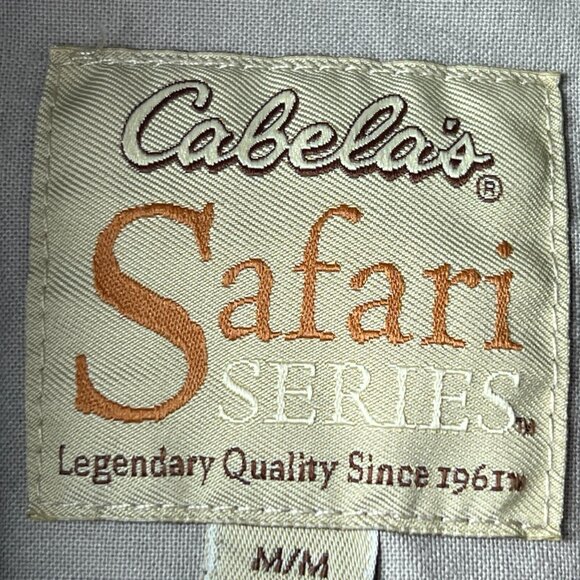 Cabela's®
Safari
SERIES™
Legendary Quality Since 1961™
M/M